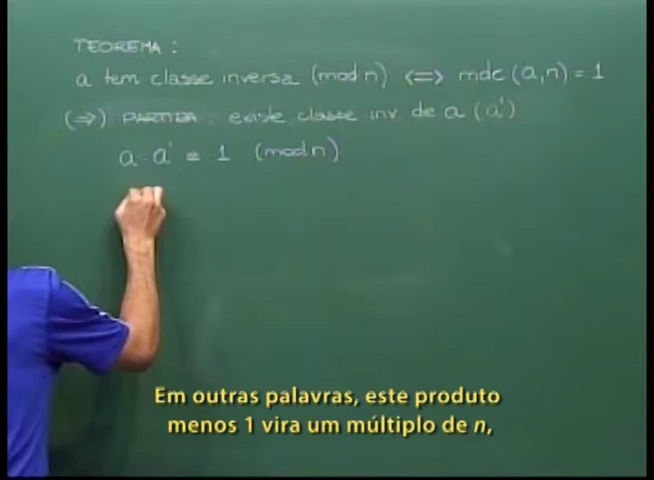 TEOREMA:
a tem classe inversa (mod n) <=> mdc (a,n) = 1
(⇒) PARTIDA: existe classe inv de a (a')
a · a' ≡ 1 (mod n)
Em outras palavras, este produto
menos 1 vira um múltiplo de n,